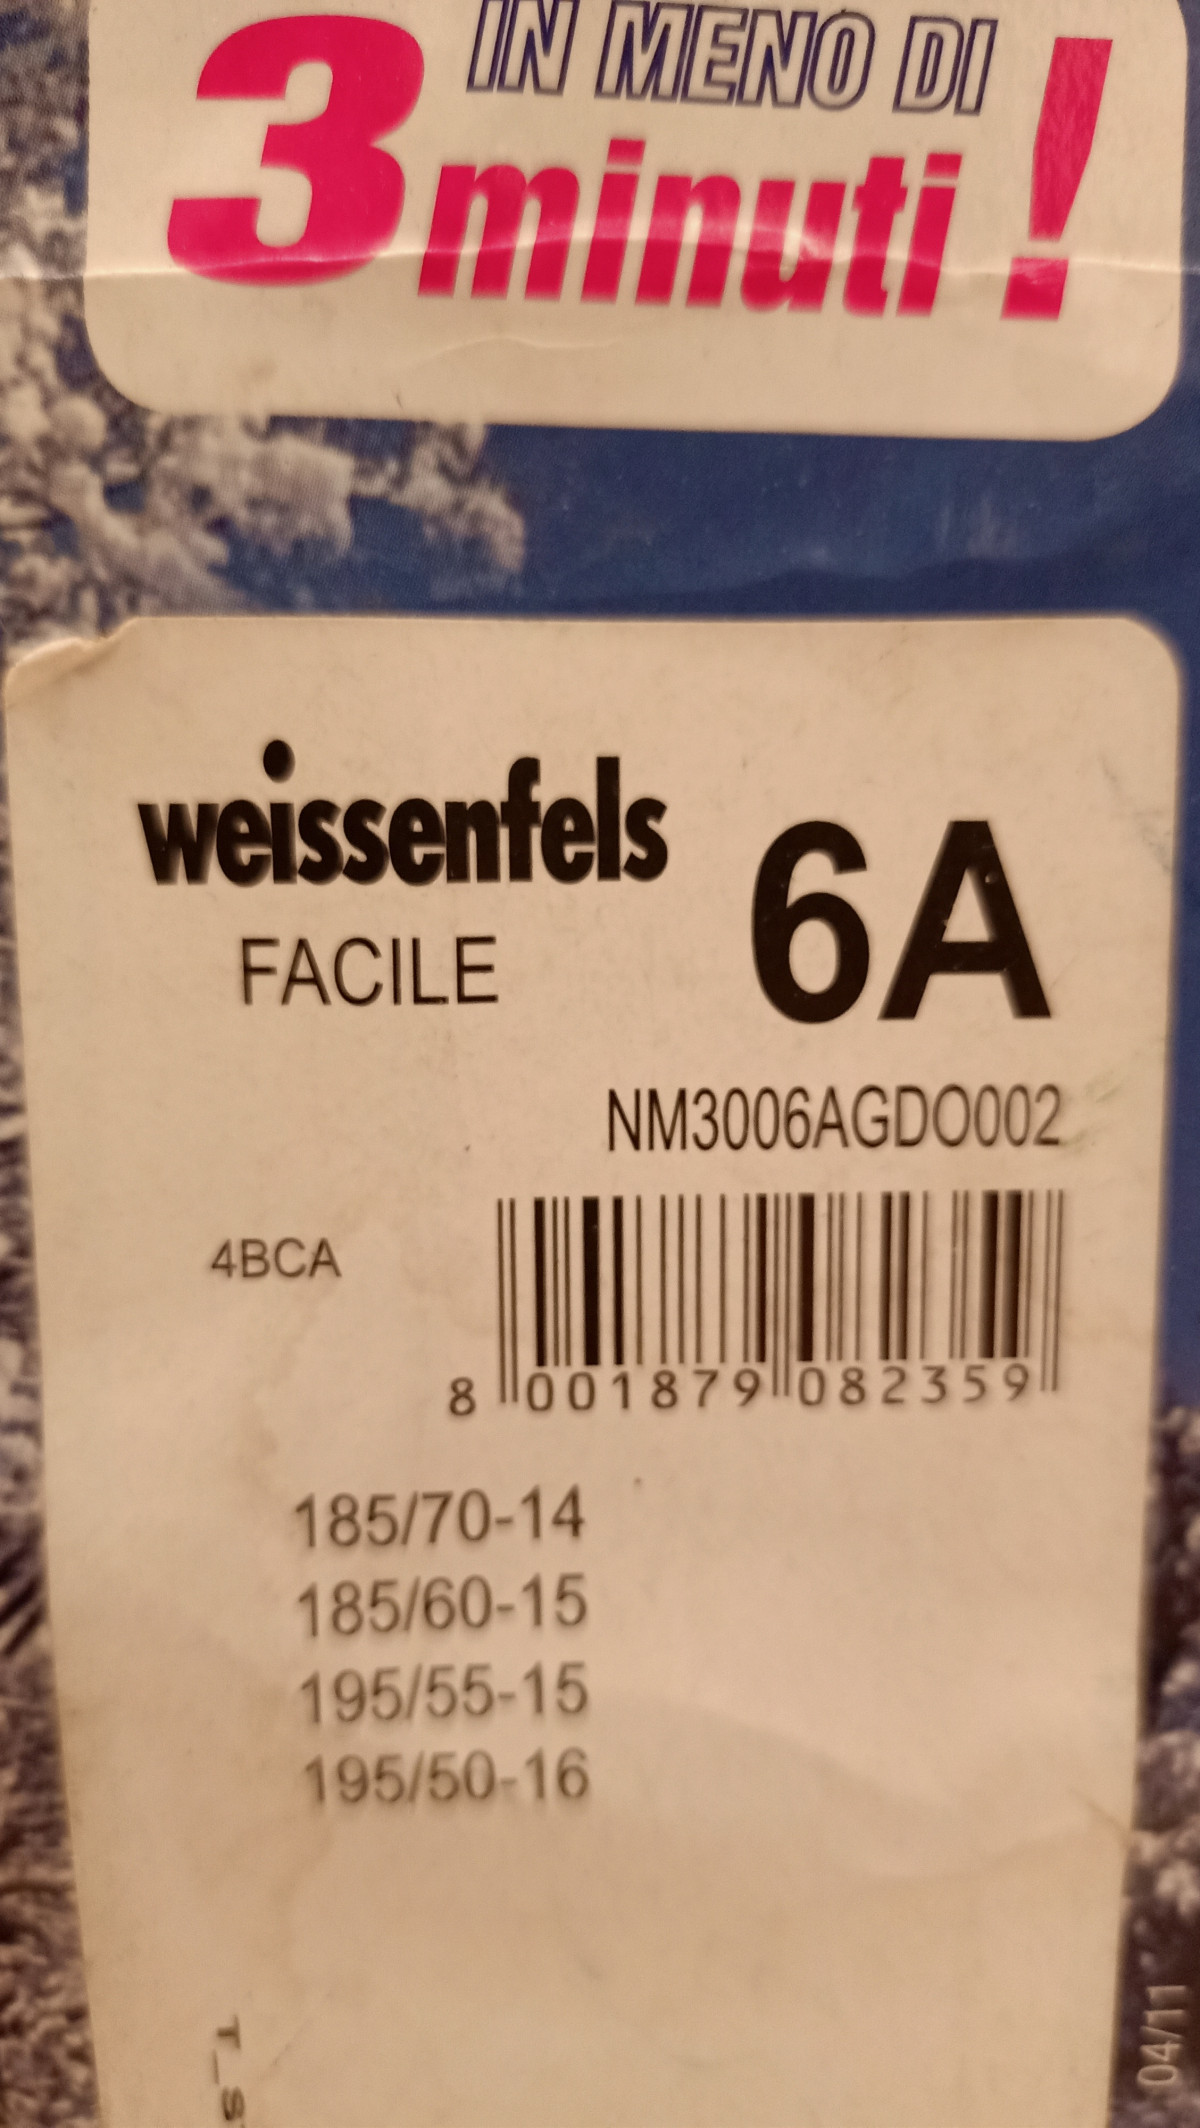 IN MENO DI
3 minuti!
weissenfels
FACILE
6A
NM3006AGDO002
4BCA
8 001879 082359
185/70-14
185/60-15
195/55-15
195/50-16
04/11